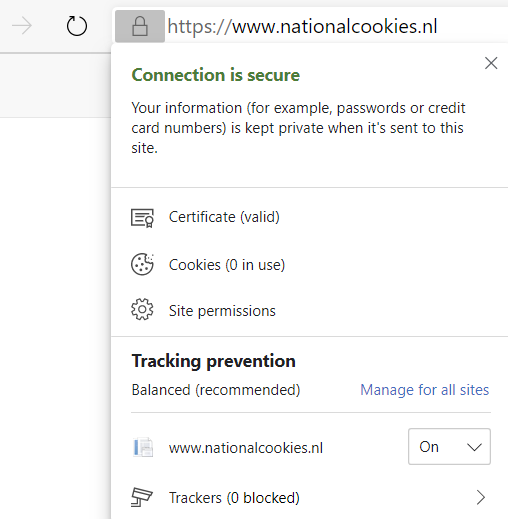 https://www.nationalcookies.nl
Connection is secure
Your information (for example, passwords or credit
card numbers) is kept private when it's sent to this
site.
Certificate (valid)
Cookies (0 in use)
Site permissions
Tracking prevention
Balanced (recommended) Manage for all sites
www.nationalcookies.nl On
Trackers (0 blocked)